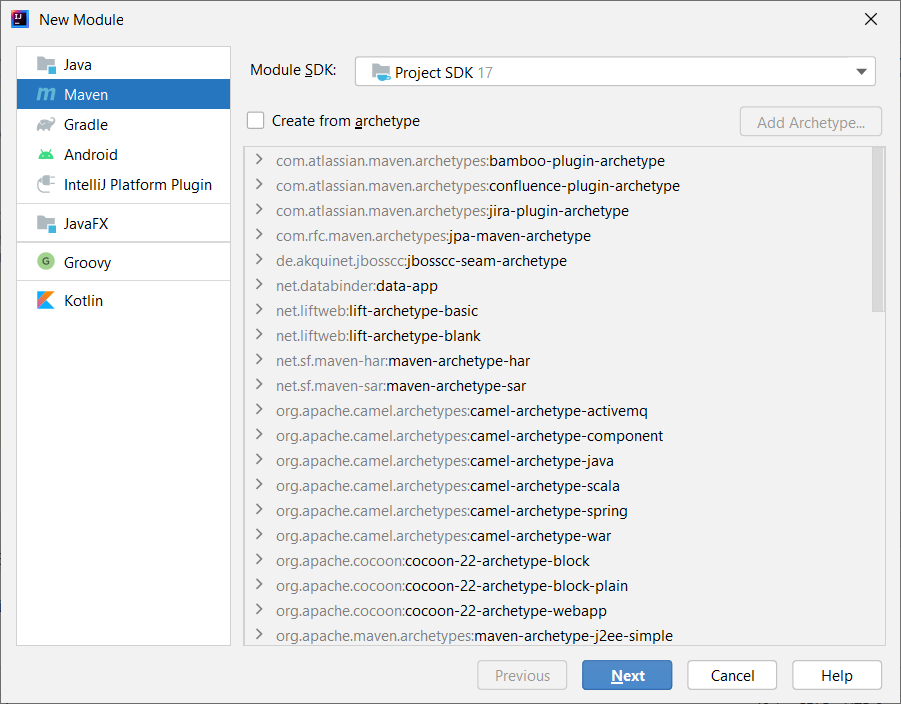 New Module
Java
Maven
Gradle
Android
IntelliJ Platform Plugin
JavaFX
Groovy
Kotlin
Module SDK: Project SDK 17
Create from archetype Add Archetype...
com.atlassian.maven.archetypes:bamboo-plugin-archetype
com.atlassian.maven.archetypes:confluence-plugin-archetype
com.atlassian.maven.archetypes:jira-plugin-archetype
com.rfc.maven.archetypes:jpa-maven-archetype
de.akquinet.jbosscc:jbosscc-seam-archetype
net.databinder:data-app
net.liftweb:lift-archetype-basic
net.liftweb:lift-archetype-blank
net.sf.maven-har:maven-archetype-har
net.sf.maven-sar:maven-archetype-sar
org.apache.camel.archetypes:camel-archetype-activemq
org.apache.camel.archetypes:camel-archetype-component
org.apache.camel.archetypes:camel-archetype-java
org.apache.camel.archetypes:camel-archetype-scala
org.apache.camel.archetypes:camel-archetype-spring
org.apache.camel.archetypes:camel-archetype-war
org.apache.cocoon:cocoon-22-archetype-block
org.apache.cocoon:cocoon-22-archetype-block-plain
org.apache.cocoon:cocoon-22-archetype-webapp
org.apache.maven.archetypes:maven-archetype-j2ee-simple
Previous Next Cancel Help